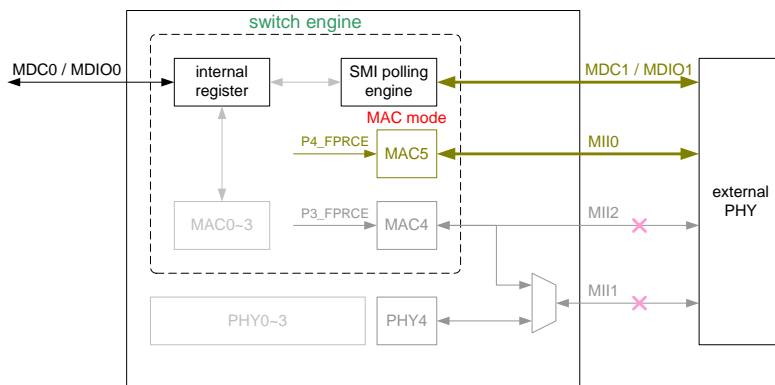 switch engine
MDC0 / MDIO0
internal
register
SMI polling
engine
MDC1 / MDIO1
MAC mode
P4_FPRCE
MAC5
MII0
external
PHY
MAC0~3
P3_FPRCE
MAC4
MII2
MII1
PHY0~3
PHY4